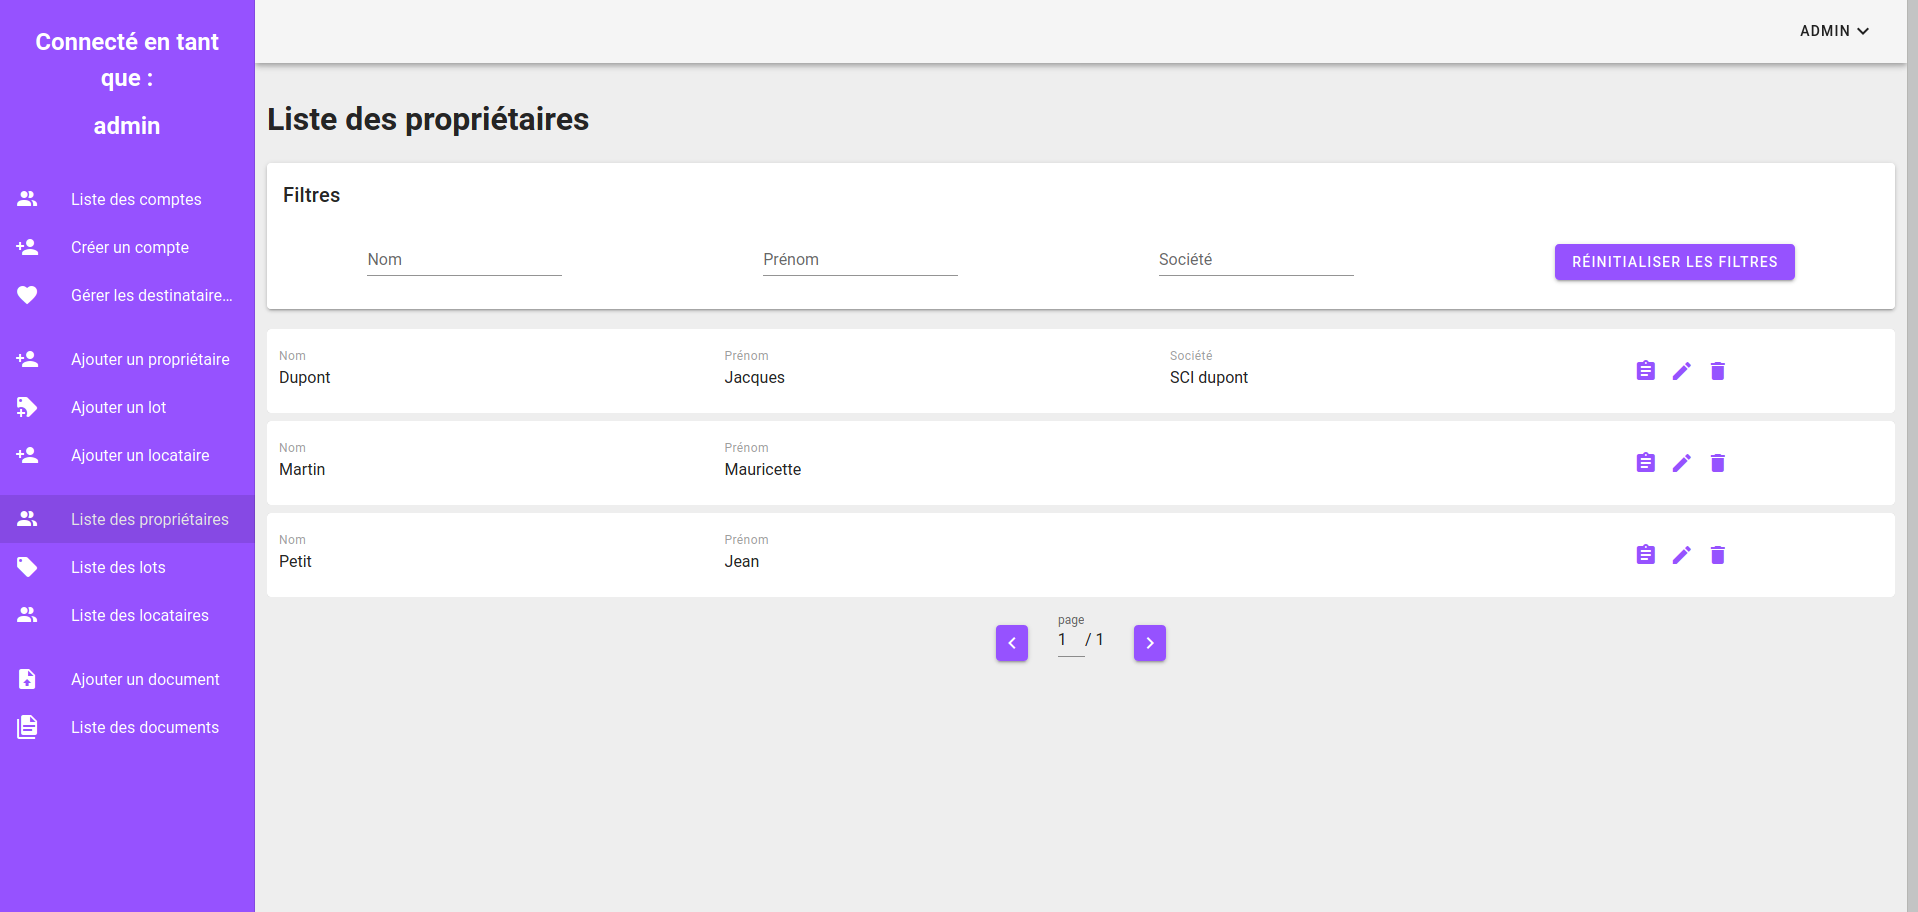 Connecté en tant
que :
admin
Liste des comptes
Créer un compte
Gérer les destinataire...
Ajouter un propriétaire
Ajouter un lot
Ajouter un locataire
Liste des propriétaires
Liste des lots
Liste des locataires
Ajouter un document
Liste des documents
ADMIN
Liste des propriétaires
Filtres
Nom Prénom Société RÉINITIALISER LES FILTRES
Nom Prénom Société
Dupont Jacques SCI dupont
Nom Prénom
Martin Mauricette
Nom Prénom
Petit Jean
page
1 / 1